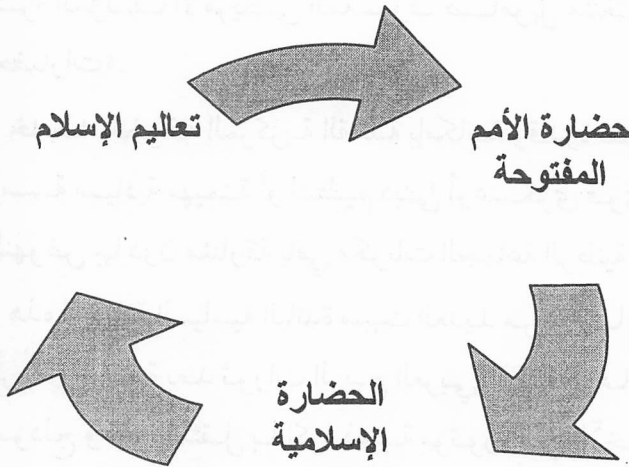 تعاليم الإسلام
حضارة الأمم
المفتوحة
الحضارة
الإسلامية